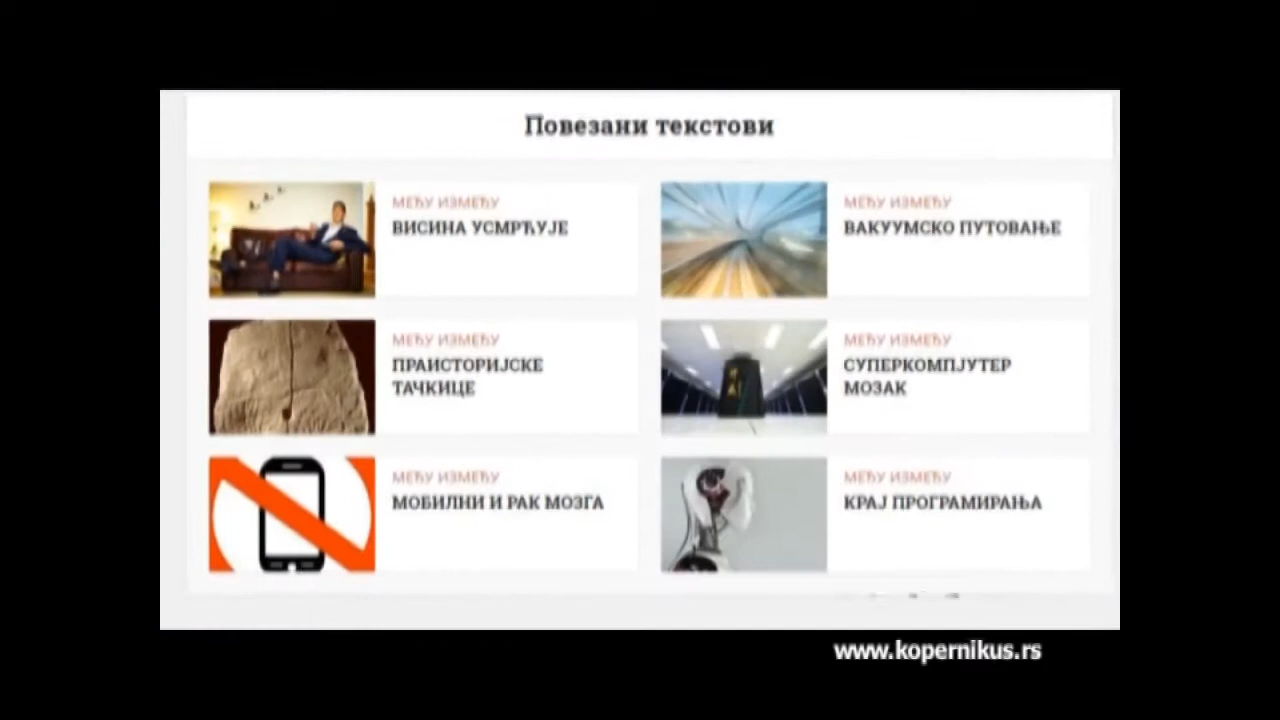 Повезани текстови
МЕЂУ ИЗМЕЂУ
ВИСИНА УСМРЋУЈЕ
МЕЂУ ИЗМЕЂУ
ВАКУУМСКО ПУТОВАЊЕ
МЕЂУ ИЗМЕЂУ
ПРАИСТОРИЈСКЕ
ТАЧКИЦЕ
МЕЂУ ИЗМЕЂУ
СУПЕРКОМПЈУТЕР
МОЗАК
МЕЂУ ИЗМЕЂУ
МОБИЛНИ И РАК МОЗГА
МЕЂУ ИЗМЕЂУ
КРАЈ ПРОГРАМИРАЊА
www.kopernikus.rs